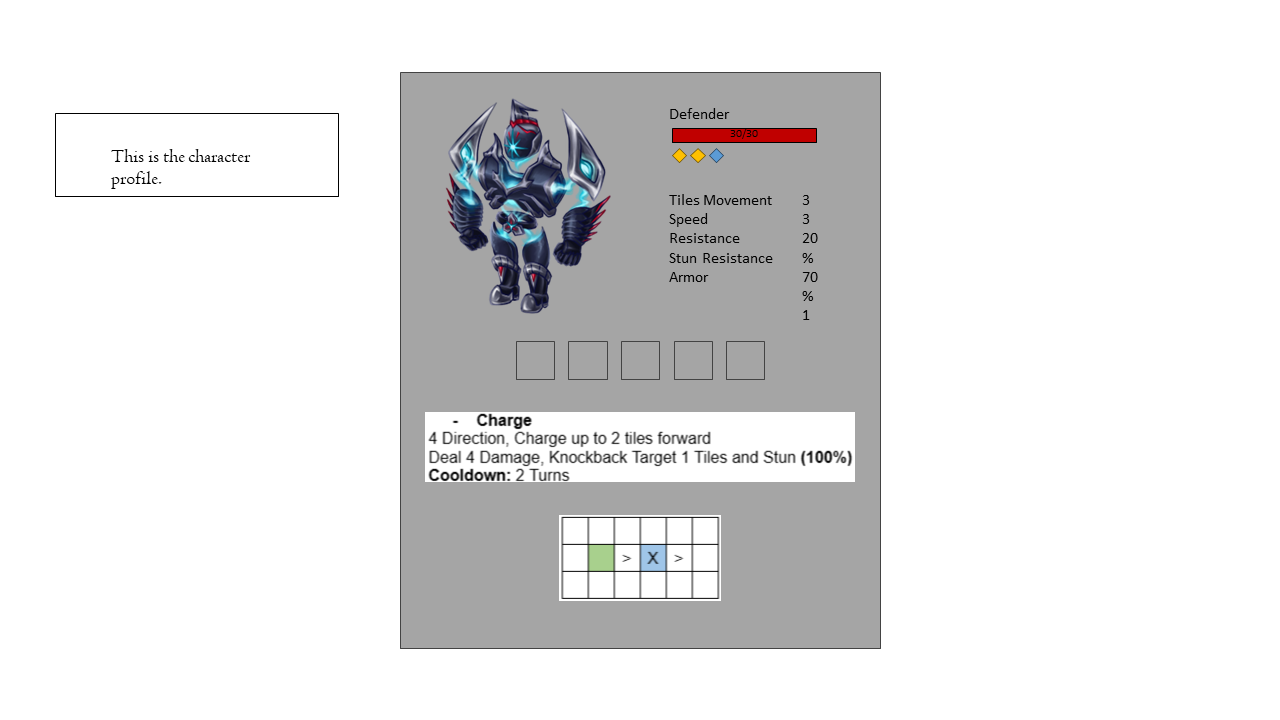 This is the character
profile.
Defender
30/30
Tiles Movement 3
Speed 3
Resistance 20
Stun Resistance %
Armor 70
%
1
- Charge
4 Direction, Charge up to 2 tiles forward
Deal 4 Damage, Knockback Target 1 Tiles and Stun (100%)
Cooldown: 2 Turns
> X >